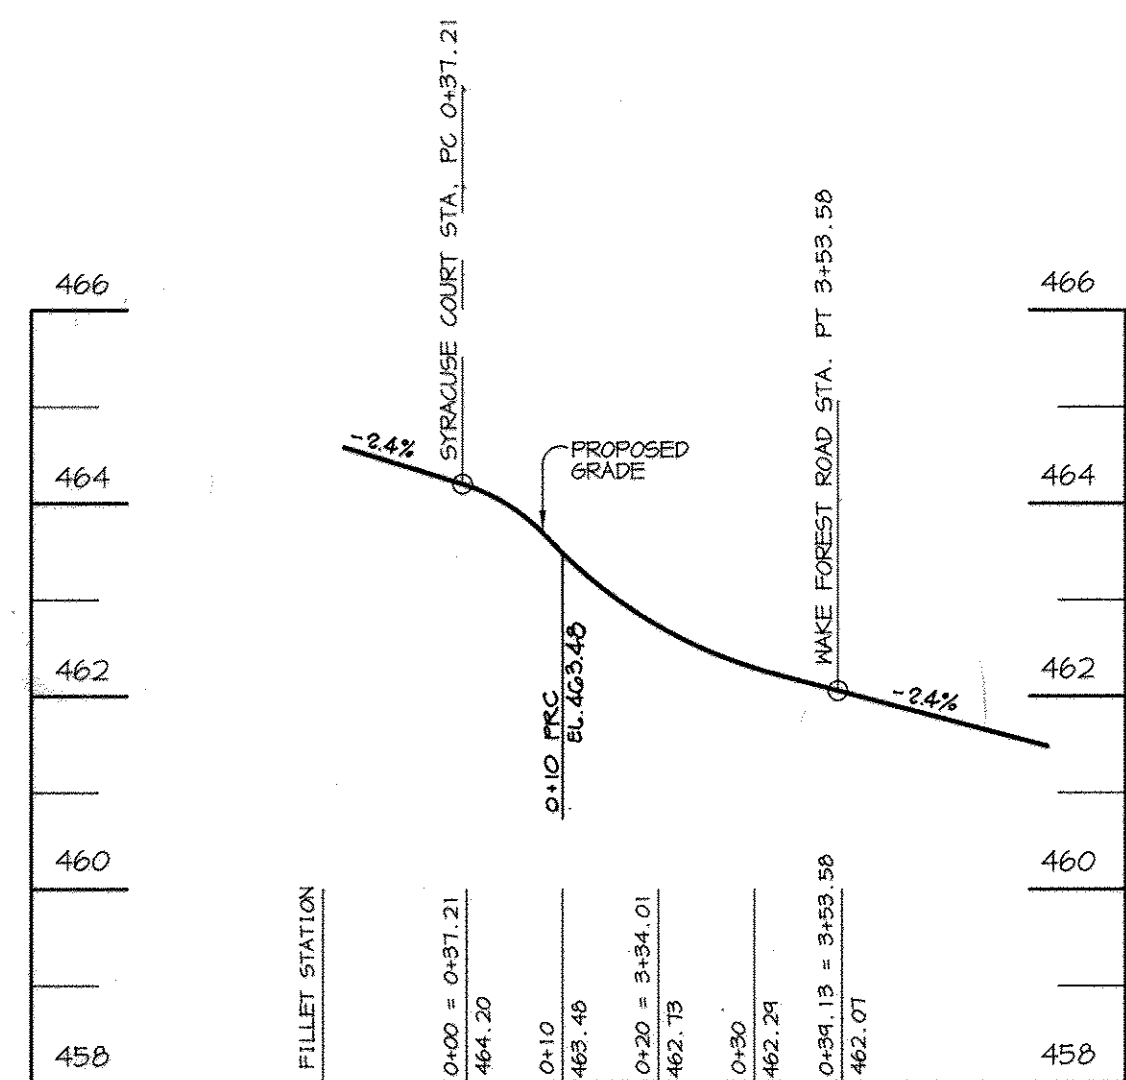 SYRACUSE COURT STA. PC 0+37.21
WAKE FOREST ROAD STA. PT 3+53.58
466
466
-2.4%
PROPOSED
GRADE
464
464
462
462
-2.4%
0+10 PRC
EL.463.48
460
460
FILLET STATION
0+00 = 0+37.21
464.20
0+10
463.48
0+20 = 3+34.01
462.73
0+30
462.29
0+39.13 = 3+53.58
462.07
458
458